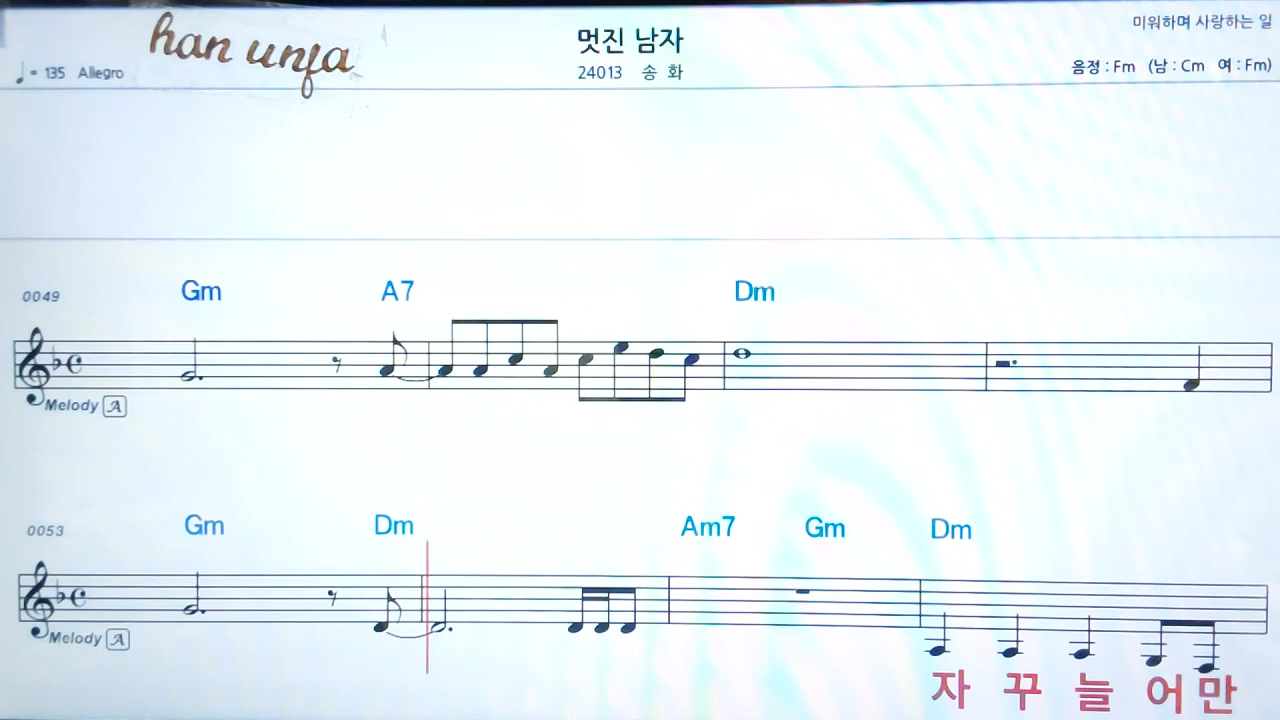 han unja
멋진 남자
미워하며 사랑하는 일
♩= 135 Allegro
24013 송 화
음정 : Fm (남 : Cm 여 : Fm)
0049 Gm A7 Dm
Melody A
0053 Gm Dm Am7 Gm Dm
Melody A
자 꾸 늘 어 만